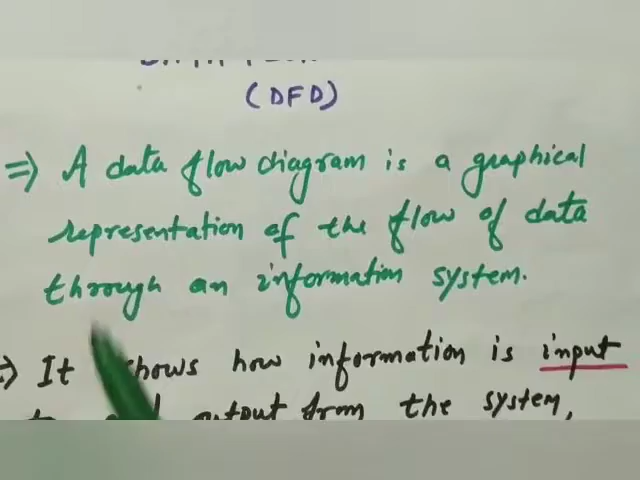 (DFD)
⇒ A data flow diagram is a graphical
representation of the flow of data
through an information system.
It shows how information is input
output from the system,